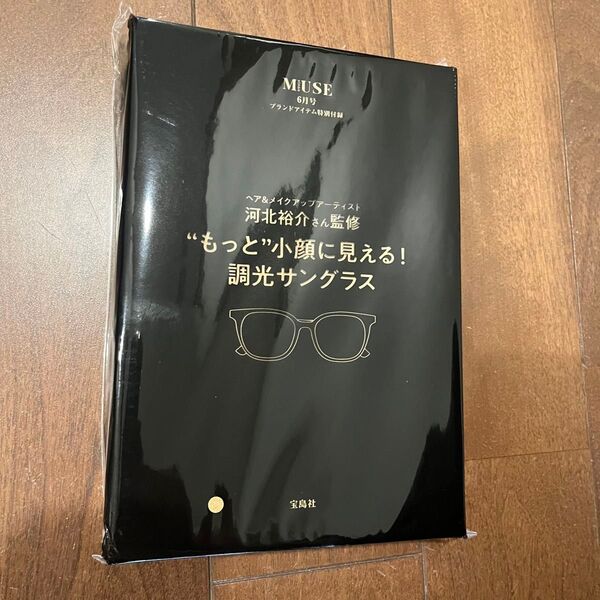 MUSE
6月号
ブランドアイテム特別付録
ヘア&メイクアップアーティスト
河北裕介さん監修
“もっと”小顔に見える!
調光サングラス
宝島社